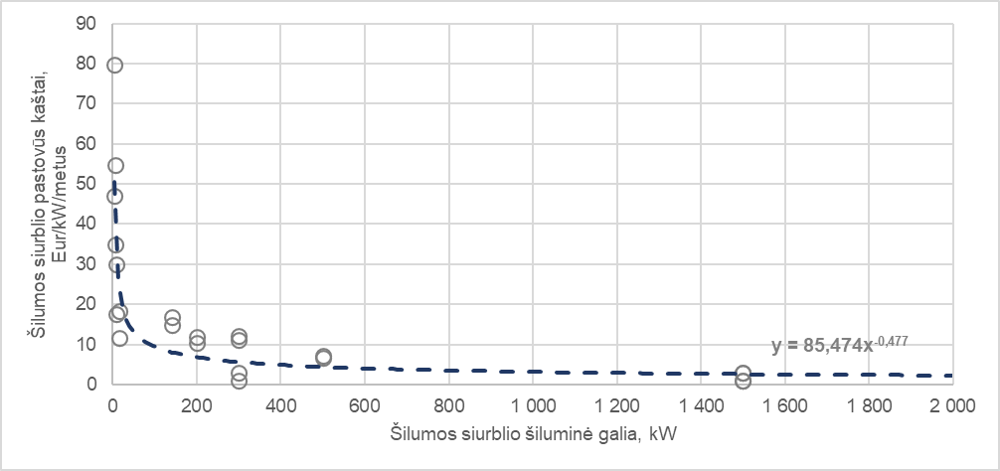 Šilumos siurblio pastovūs kaštai,
Eur/kW/metus
90
80
70
60
50
40
30
20
10
0
y = 85,474x^-0,477
0 200 400 600 800 1 000 1 200 1 400 1 600 1 800 2 000
Šilumos siurblio šiluminė galia, kW